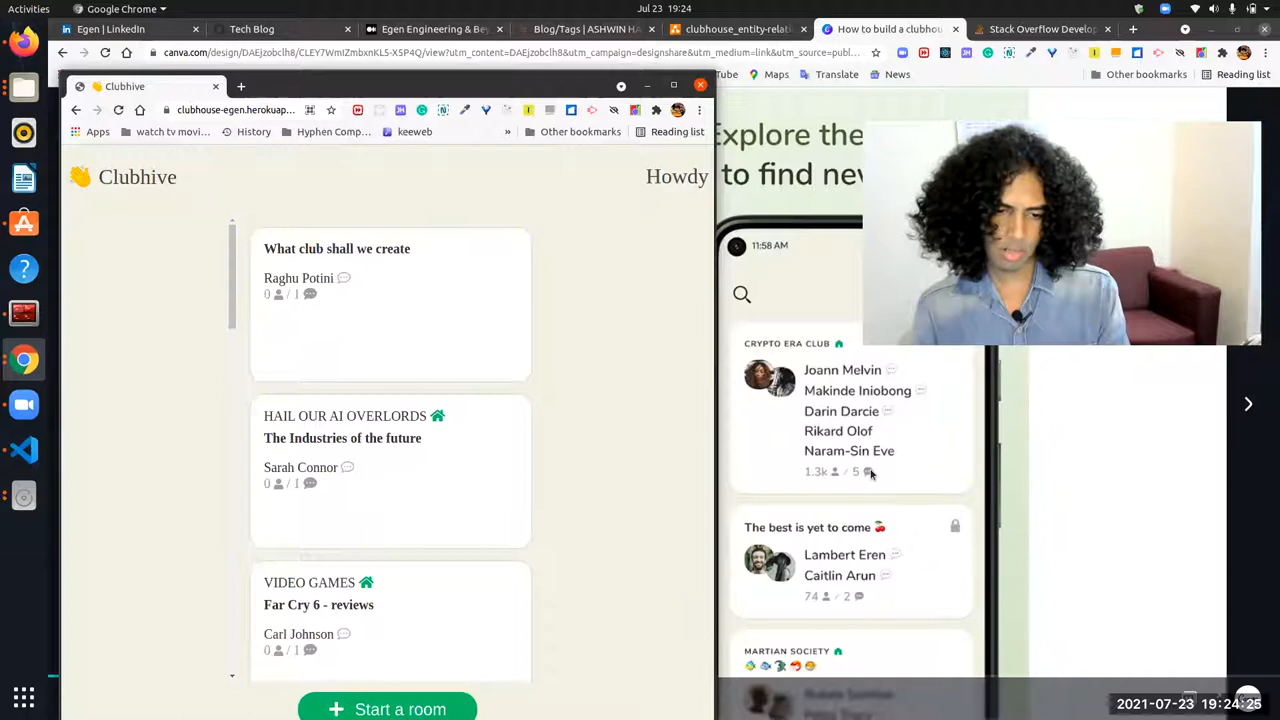 Activities
Google Chrome
Jul 23 19:24
Egen | LinkedIn
Tech Blog
Egen Engineering & Bey
Blog/Tags | ASHWIN HA
clubhouse_entity-relati
How to build a clubhou
Stack Overflow Develop
canva.com/design/DAEjzobclh8/CLEY7WmIZmbxnKL5-X5P4Q/view?utm_content=DAEjzobclh8&utm_campaign=designshare&utm_medium=link&utm_source=publ...
Tube
Maps
Translate
News
Other bookmarks
Reading list
👋 Clubhive
clubhouse-egen.herokuap...
Apps
watch tv movi...
History
Hyphen Comp...
keeweb
»
Other bookmarks
Reading list
👋 Clubhive
Howdy
What club shall we create
Raghu Potini
0 / 1
HAIL OUR AI OVERLORDS
The Industries of the future
Sarah Connor
0 / 1
VIDEO GAMES
Far Cry 6 - reviews
Carl Johnson
0 / 1
+ Start a room
Explore the
to find nev
11:58 AM
CRYPTO ERA CLUB
Joann Melvin
Makinde Iniobong
Darin Darcie
Rikard Olof
Naram-Sin Eve
1.3k / 5
The best is yet to come 🍒
Lambert Eren
Caitlin Arun
74 / 2
MARTIAN SOCIETY
2021-07-23 19:24:25